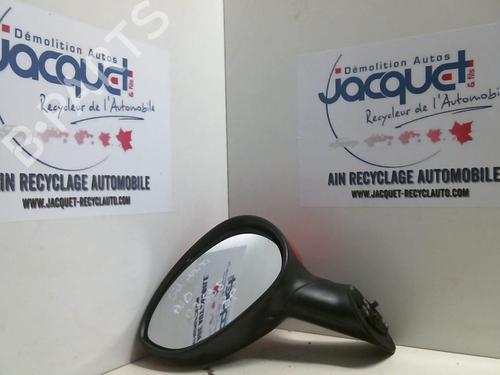 Démolition Autos
Jacquet
& fils
Recycleur de l'Automobile
AIN RECYCLAGE AUTOMOBILE
WWW.JACQUET-RECYCLAUTO.COM
B-PARTS
Démolition Autos
Jacquet
& fils
Recycleur de l'Automobile
AIN RECYCLAGE AUTOMOBILE
WWW.JACQUET-RECYCLAUTO.COM